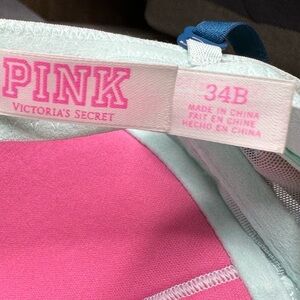 PINK
VICTORIA'S SECRET
34B
MADE IN CHINA
FAIT EN CHINE
HECHO EN CHINA